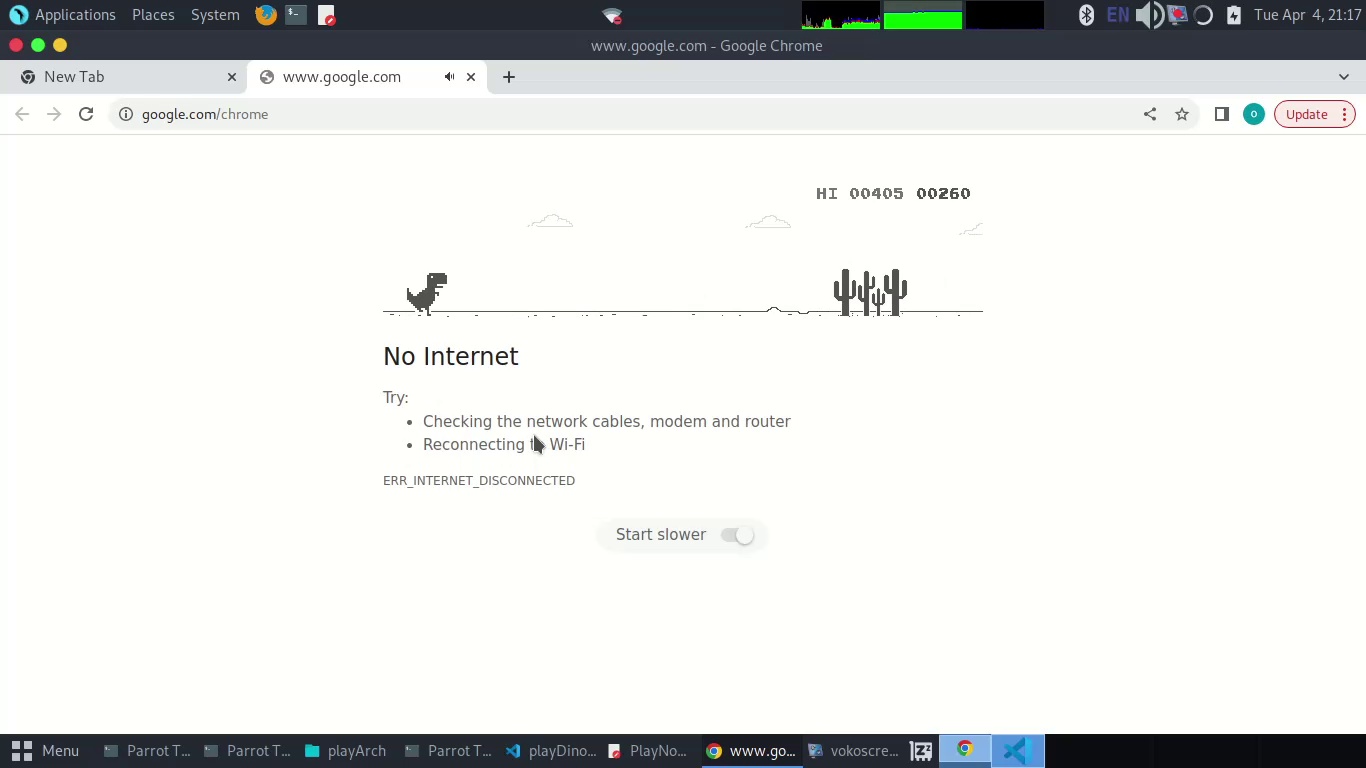 Applications Places System EN Tue Apr 4, 21:17
www.google.com - Google Chrome
New Tab www.google.com
google.com/chrome O Update
HI 00405 00260
No Internet
Try:
Checking the network cables, modem and router
Reconnecting Wi-Fi
ERR_INTERNET_DISCONNECTED
Start slower
Menu Parrot T... Parrot T... playArch Parrot T... playDino... PlayNo... www.go... vokoscre...